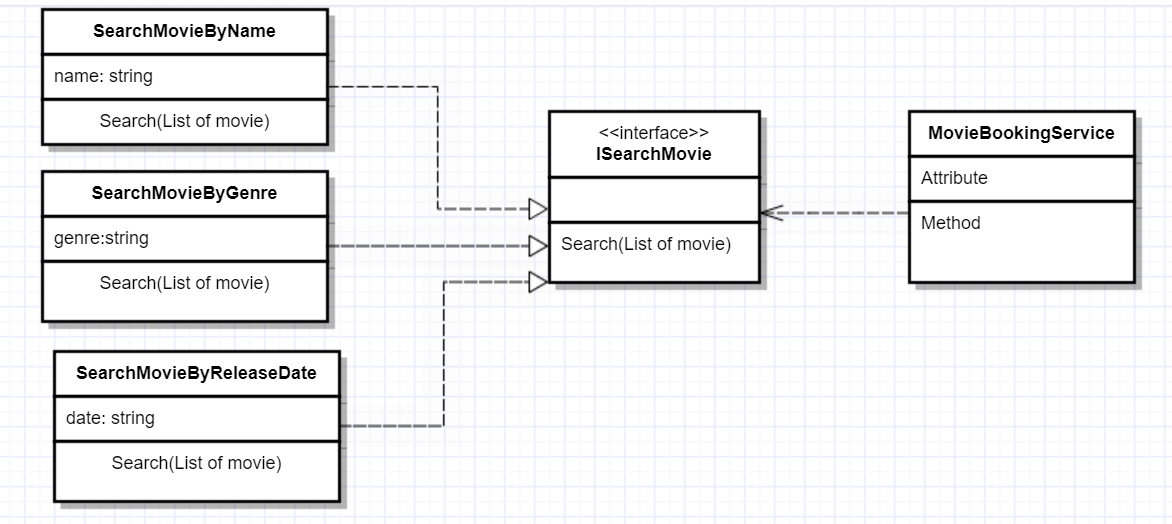 SearchMovieByName
name: string
Search(List of movie)
SearchMovieByGenre
genre:string
Search(List of movie)
SearchMovieByReleaseDate
date: string
Search(List of movie)
<<interface>>
ISearchMovie
Search(List of movie)
MovieBookingService
Attribute
Method